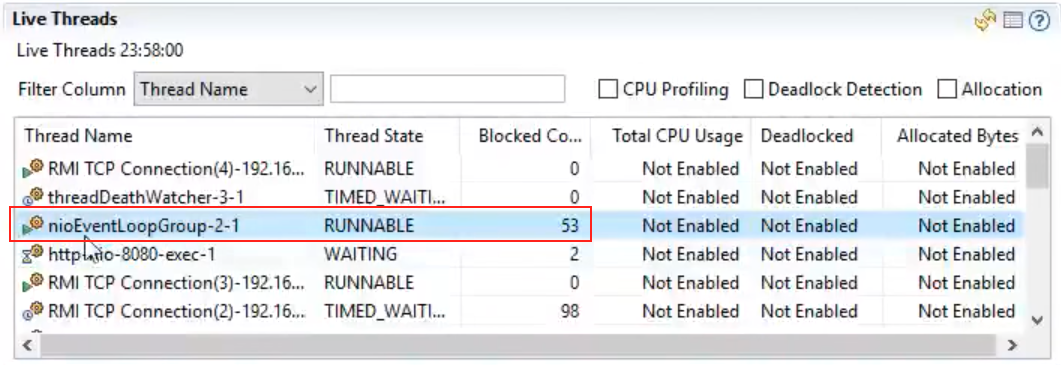 Live Threads
Live Threads 23:58:00
Filter Column Thread Name CPU Profiling Deadlock Detection Allocation
Thread Name Thread State Blocked Co... Total CPU Usage Deadlocked Allocated Bytes
RMI TCP Connection(4)-192.16... RUNNABLE 0 Not Enabled Not Enabled Not Enabled
threadDeathWatcher-3-1 TIMED_WAITI... 0 Not Enabled Not Enabled Not Enabled
nioEventLoopGroup-2-1 RUNNABLE 53 Not Enabled Not Enabled Not Enabled
http-nio-8080-exec-1 WAITING 2 Not Enabled Not Enabled Not Enabled
RMI TCP Connection(3)-192.16... RUNNABLE 0 Not Enabled Not Enabled Not Enabled
RMI TCP Connection(2)-192.16... TIMED_WAITI... 98 Not Enabled Not Enabled Not Enabled